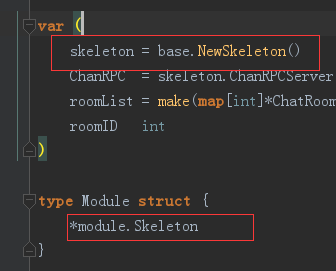 var (
skeleton = base.NewSkeleton()
ChanRPC = skeleton.ChanRPCServer
roomList = make(map[int]*ChatRoom
roomID int
)
type Module struct {
*module.Skeleton
}